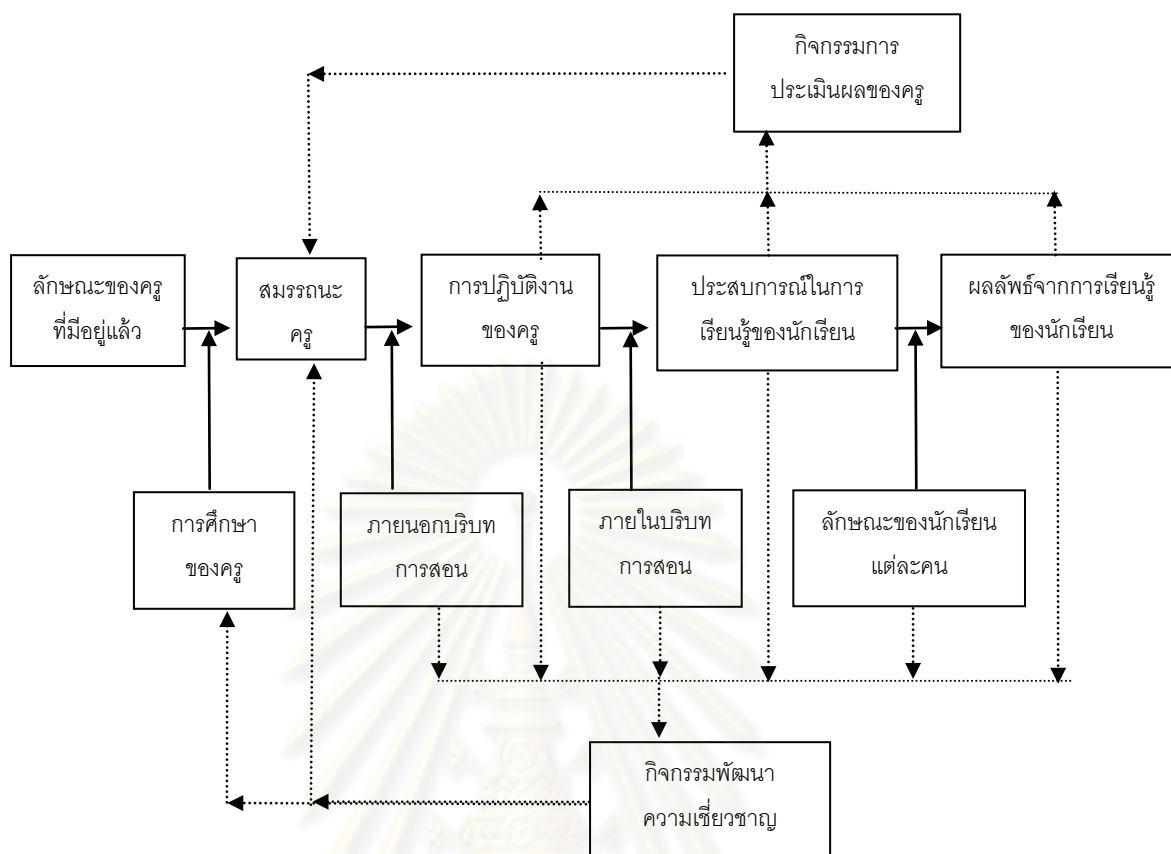 กิจกรรมการ
ประเมินผลของครู
ลักษณะของครู
ที่มีอยู่แล้ว
สมรรถนะ
ครู
การปฏิบัติงาน
ของครู
ประสบการณ์ในการ
เรียนรู้ของนักเรียน
ผลลัพธ์จากการเรียนรู้
ของนักเรียน
การศึกษา
ของครู
ภายนอกบริบท
การสอน
ภายในบริบท
การสอน
ลักษณะของนักเรียน
แต่ละคน
กิจกรรมพัฒนา
ความเชี่ยวชาญ